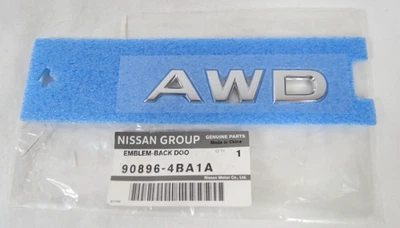 AWD
NISSAN GROUP GENUINE PARTS
Made in China
EMBLEM-BACK DOO 1
90896-4BA1A
Nissan Motor Co., Ltd.